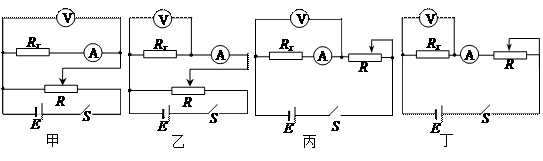 V V V V
Rx A Rx A Rx A R Rx A R
R R
E S E S E S E S
甲 乙 丙 丁